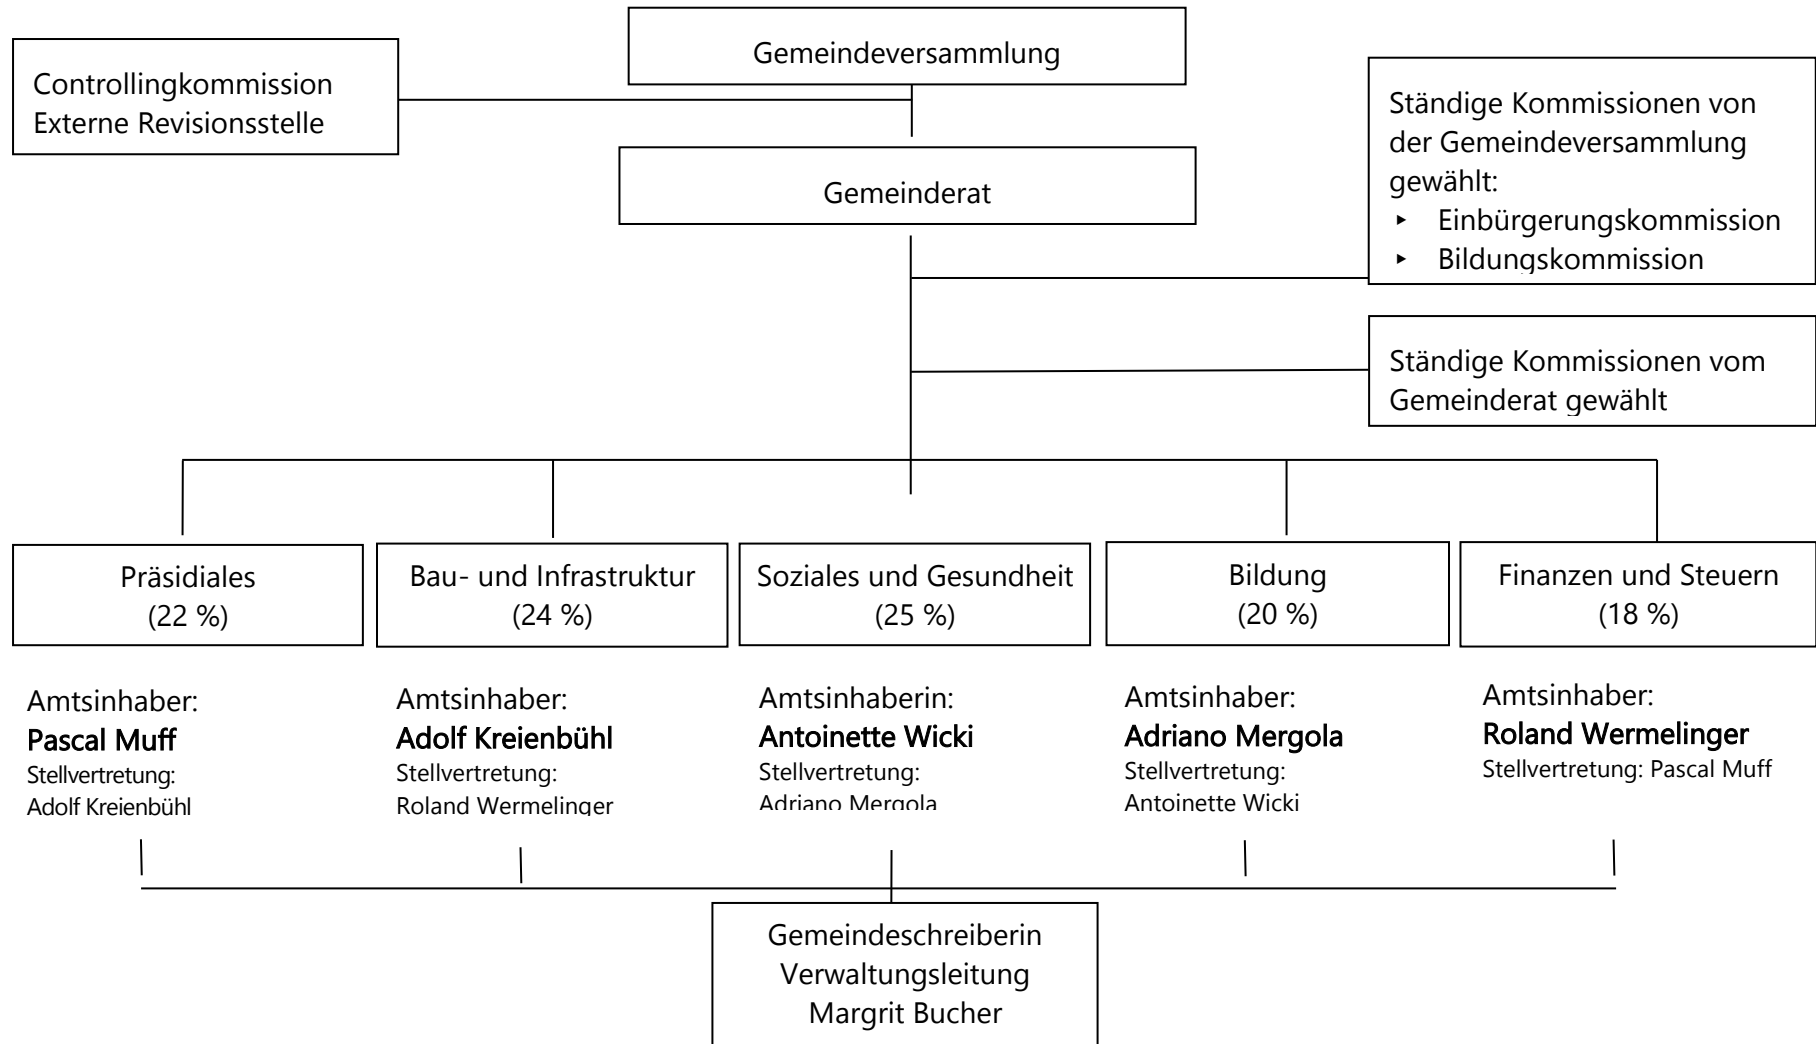 Gemeindeversammlung
Controllingkommission
Externe Revisionsstelle
Ständige Kommissionen von
der Gemeindeversammlung
gewählt:
▸ Einbürgerungskommission
▸ Bildungskommission
Gemeinderat
Ständige Kommissionen vom
Gemeinderat gewählt
Präsidiales
(22 %)
Bau- und Infrastruktur
(24 %)
Soziales und Gesundheit
(25 %)
Bildung
(20 %)
Finanzen und Steuern
(18 %)
Amtsinhaber:
Pascal Muff
Stellvertretung:
Adolf Kreienbühl
Amtsinhaber:
Adolf Kreienbühl
Stellvertretung:
Roland Wermelinger
Amtsinhaberin:
Antoinette Wicki
Stellvertretung:
Adriano Mergola
Amtsinhaber:
Adriano Mergola
Stellvertretung:
Antoinette Wicki
Amtsinhaber:
Roland Wermelinger
Stellvertretung: Pascal Muff
Gemeindeschreiberin
Verwaltungsleitung
Margrit Bucher